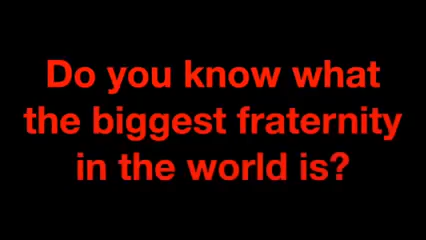 Do you know what
the biggest fraternity
in the world is?